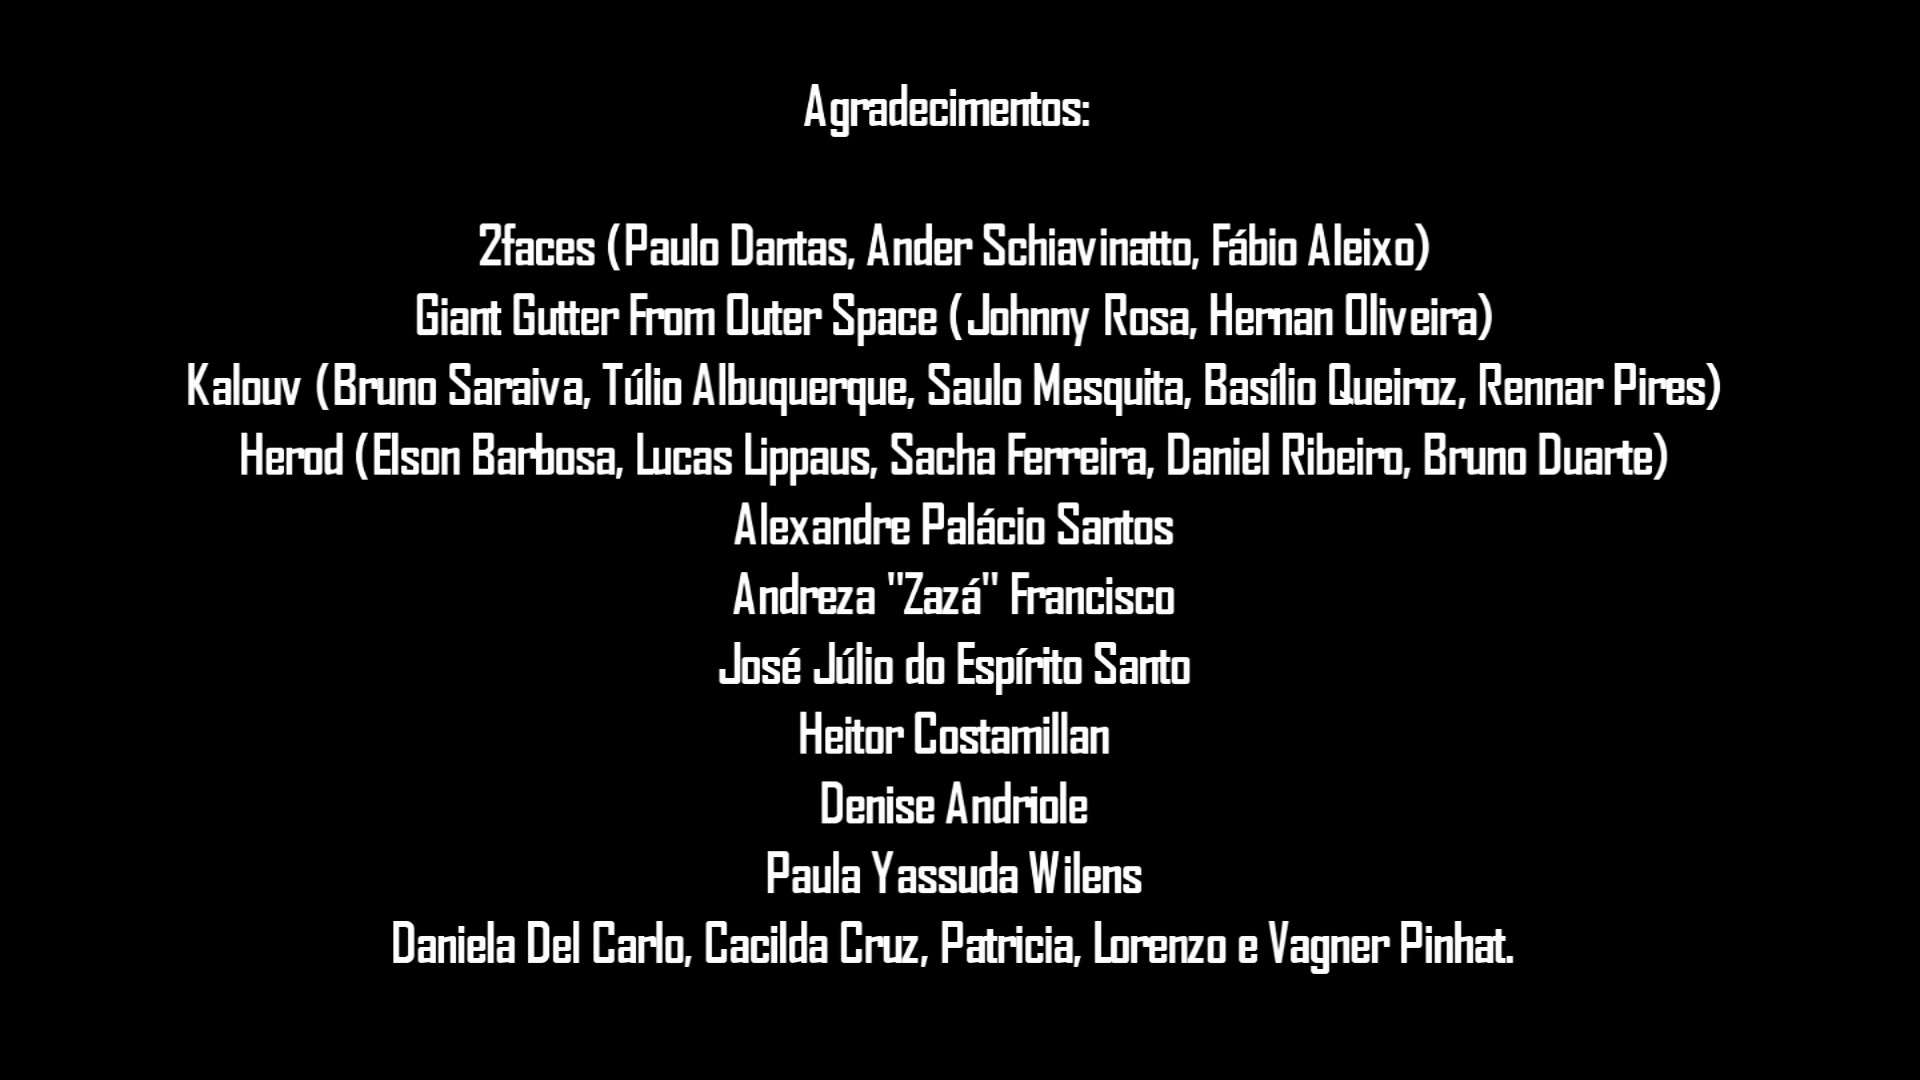 Agradecimentos:
2faces (Paulo Dantas, Ander Schiavinatto, Fábio Aleixo)
Giant Gutter From Outer Space (Johnny Rosa, Hernan Oliveira)
Kalouv (Bruno Saraiva, Túlio Albuquerque, Saulo Mesquita, Basílio Queiroz, Rennar Pires)
Herod (Elson Barbosa, Lucas Lippaus, Sacha Ferreira, Daniel Ribeiro, Bruno Duarte)
Alexandre Palácio Santos
Andreza "Zazá" Francisco
José Júlio do Espírito Santo
Heitor Costamillan
Denise Andriole
Paula Yassuda Wilens
Daniela Del Carlo, Cacilda Cruz, Patricia, Lorenzo e Vagner Pinhat.